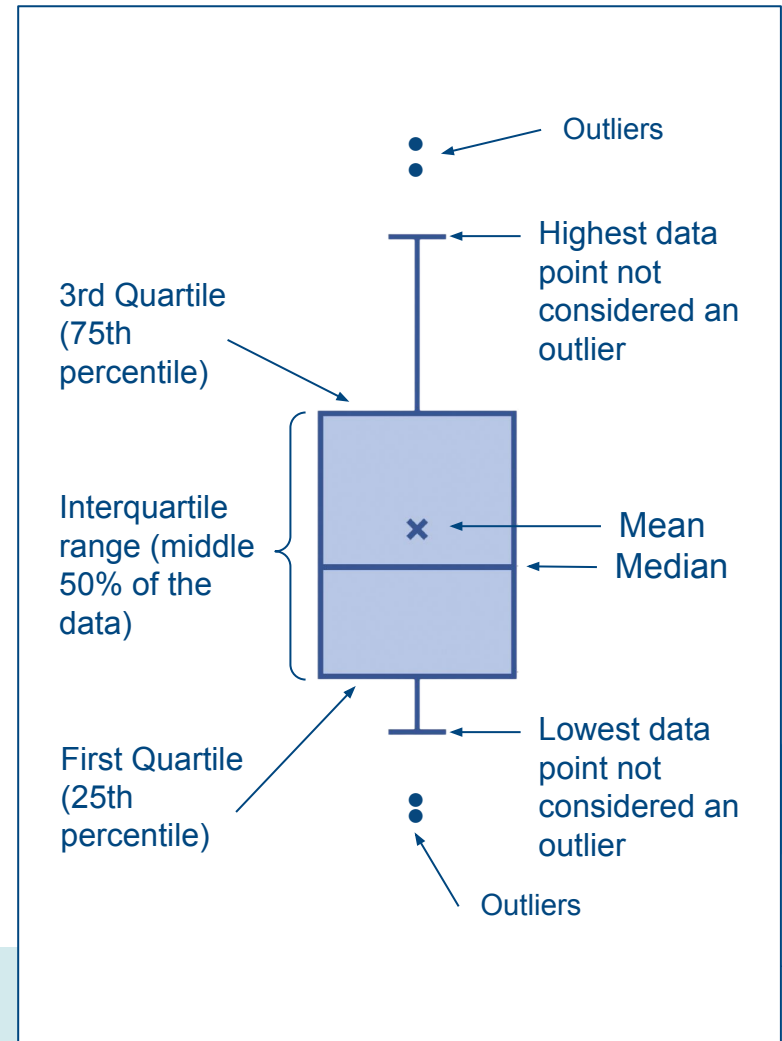 Outliers
Highest data
point not
considered an
outlier
3rd Quartile
(75th
percentile)
Interquartile
range (middle
50% of the
data)
Mean
Median
First Quartile
(25th
percentile)
Lowest data
point not
considered an
outlier
Outliers